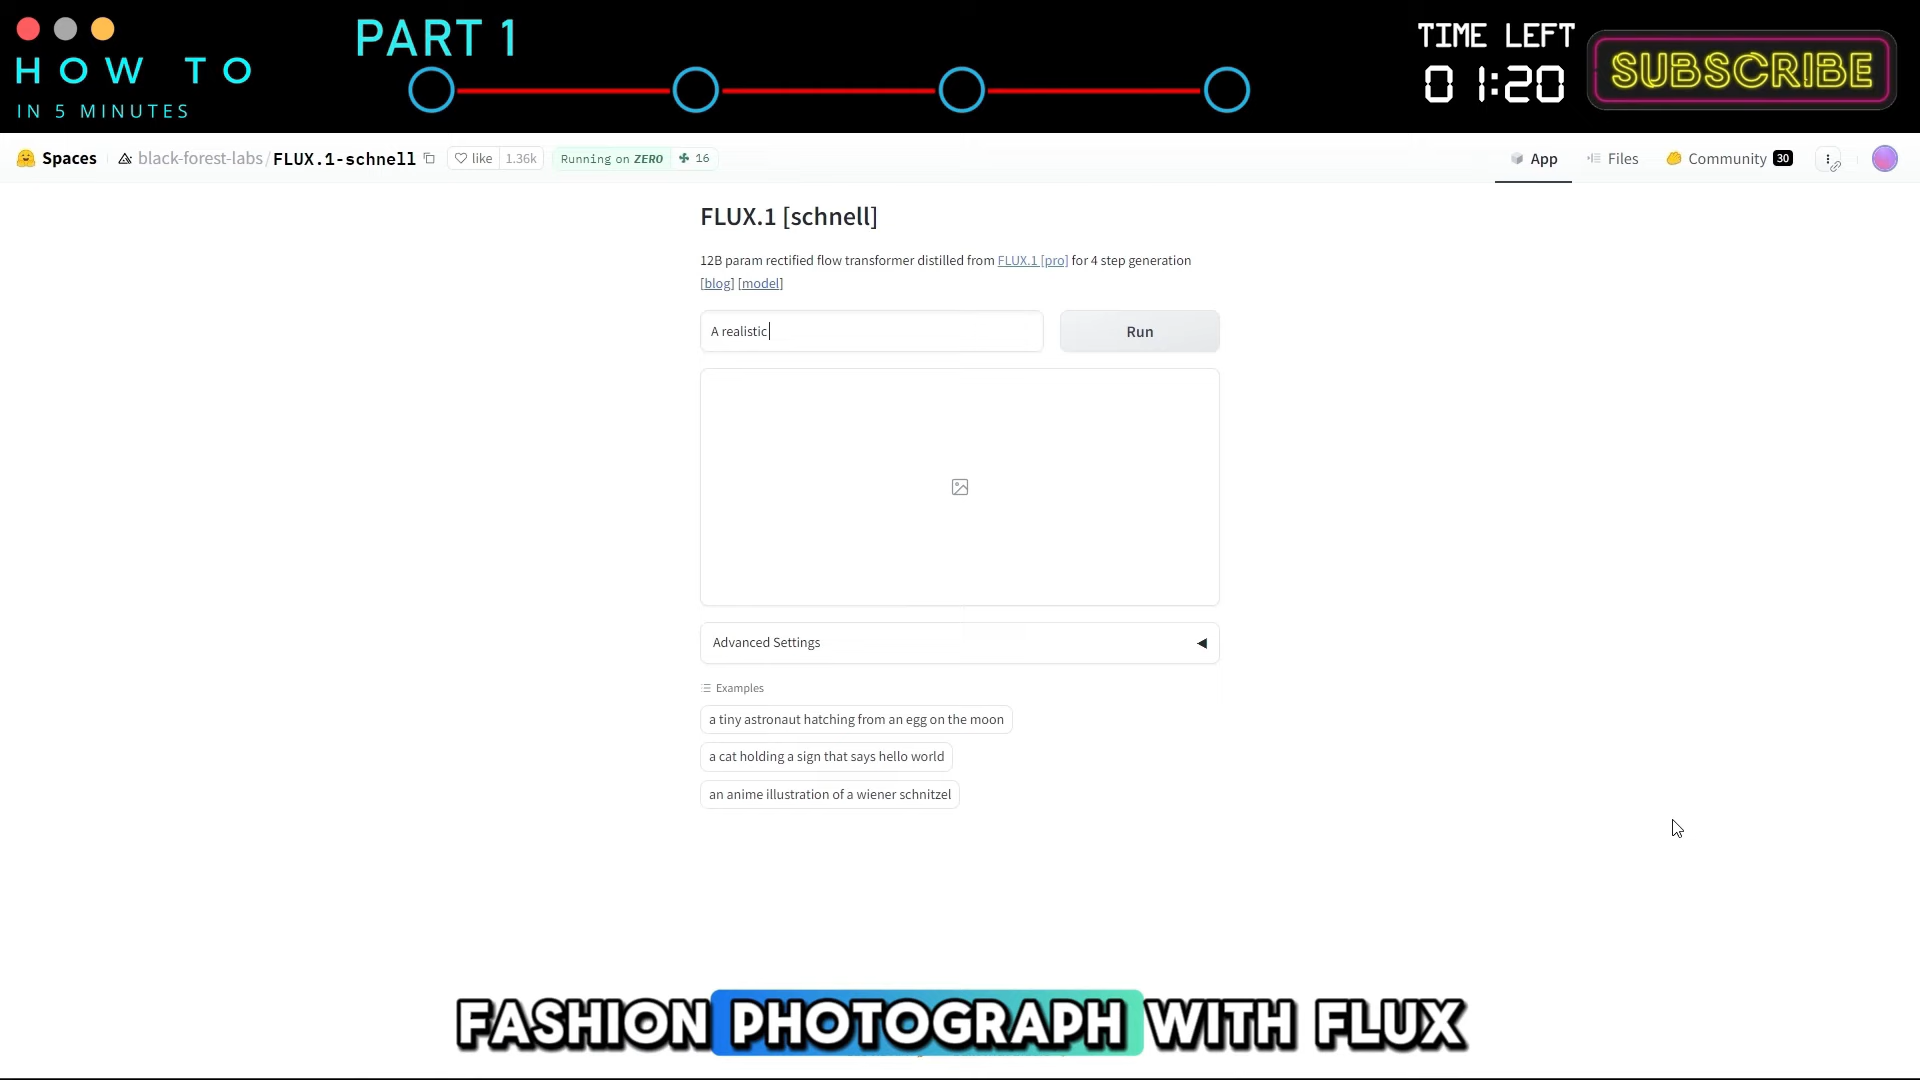 HOW TO
IN 5 MINUTES
PART 1
TIME LEFT
01:20
SUBSCRIBE
Spaces black-forest-labs/FLUX.1-schnell like 1.36k Running on ZERO 16
App Files Community 30
FLUX.1 [schnell]
12B param rectified flow transformer distilled from FLUX.1 [pro] for 4 step generation
[blog] [model]
A realistic
Run
Advanced Settings
Examples
a tiny astronaut hatching from an egg on the moon
a cat holding a sign that says hello world
an anime illustration of a wiener schnitzel
FASHION PHOTOGRAPH WITH FLUX